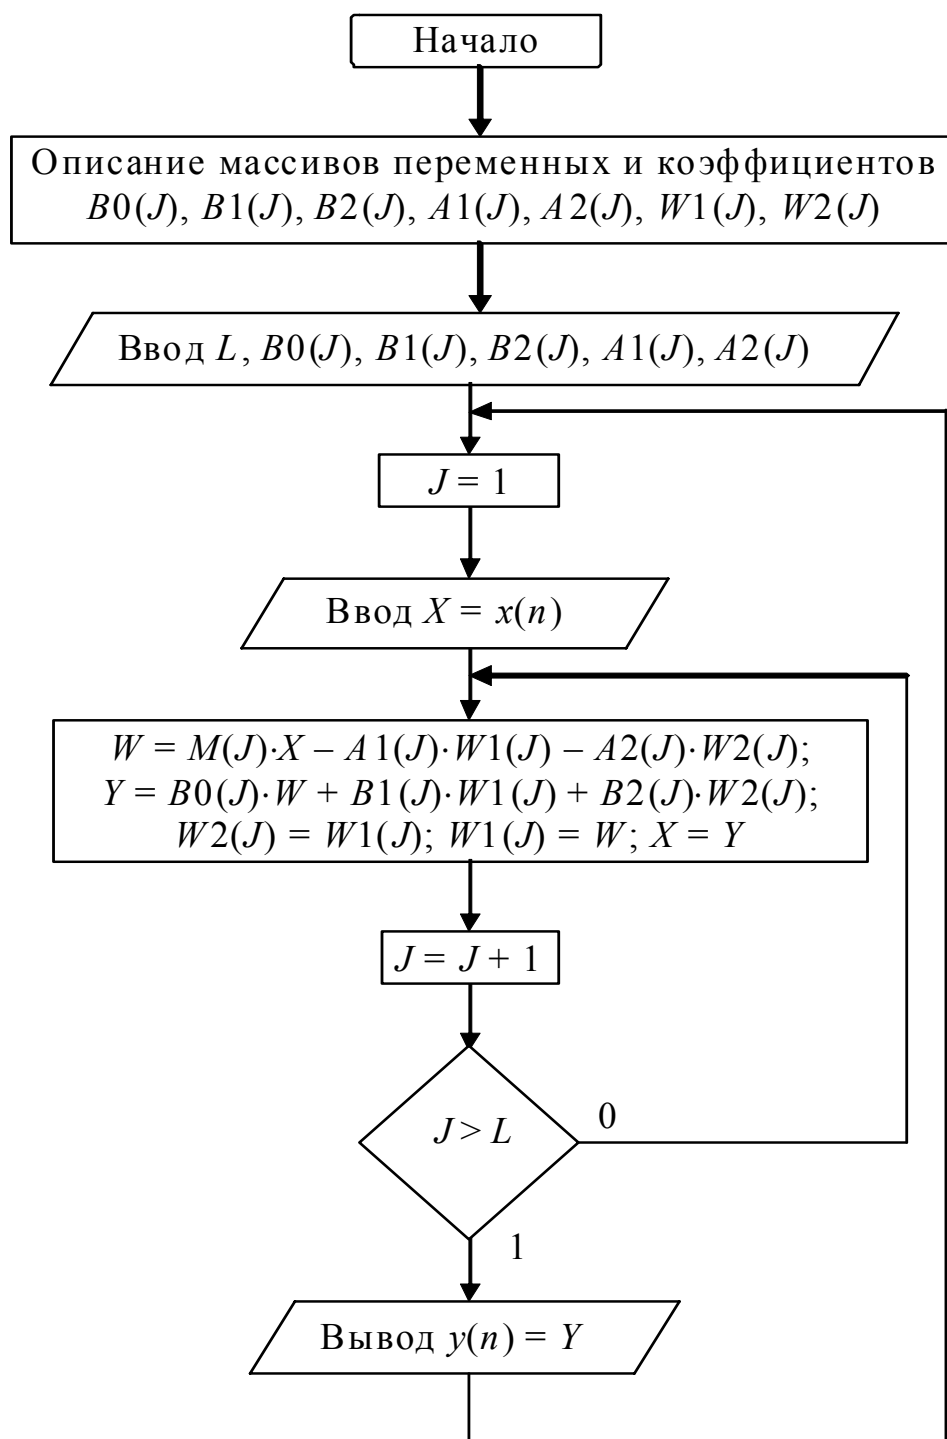 Начало
Описание массивов переменных и коэффициентов
B0(J), B1(J), B2(J), A1(J), A2(J), W1(J), W2(J)
Ввод L, B0(J), B1(J), B2(J), A1(J), A2(J)
J = 1
Ввод X = x(n)
W = M(J)·X – A1(J)·W1(J) – A2(J)·W2(J);
Y = B0(J)·W + B1(J)·W1(J) + B2(J)·W2(J);
W2(J) = W1(J); W1(J) = W; X = Y
J = J + 1
J > L
0
1
Вывод y(n) = Y